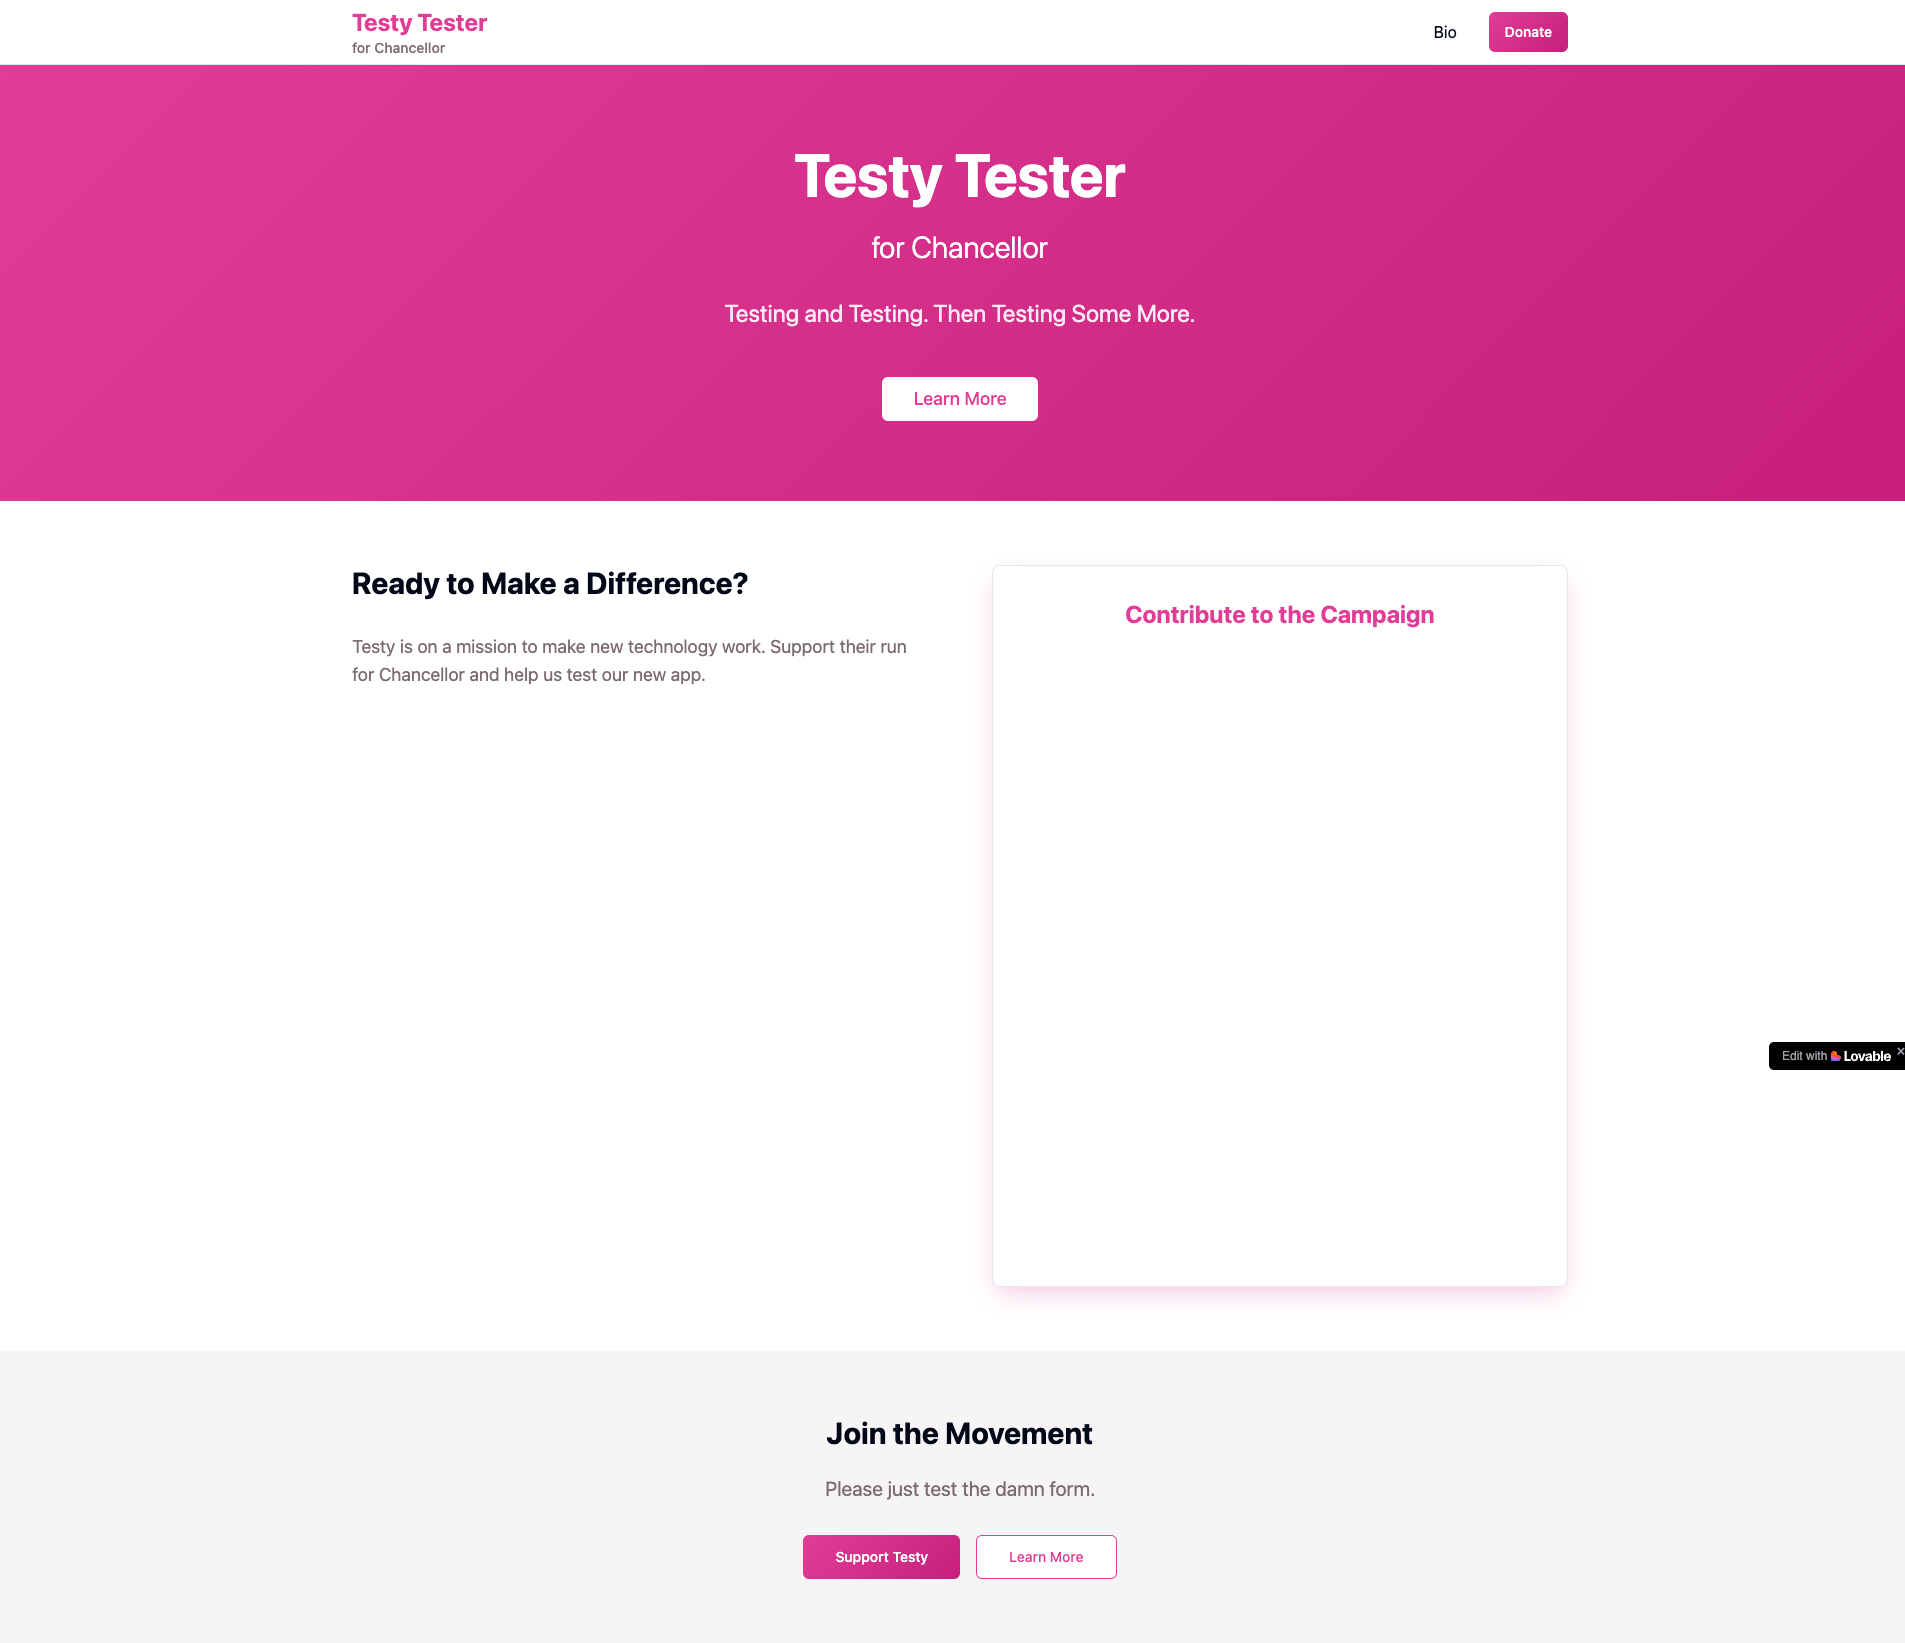 Testy Tester
for Chancellor
Bio
Donate
Testy Tester
for Chancellor
Testing and Testing. Then Testing Some More.
Learn More
Ready to Make a Difference?
Testy is on a mission to make new technology work. Support their run
for Chancellor and help us test our new app.
Contribute to the Campaign
Edit with Lovable ×
Join the Movement
Please just test the damn form.
Support Testy
Learn More